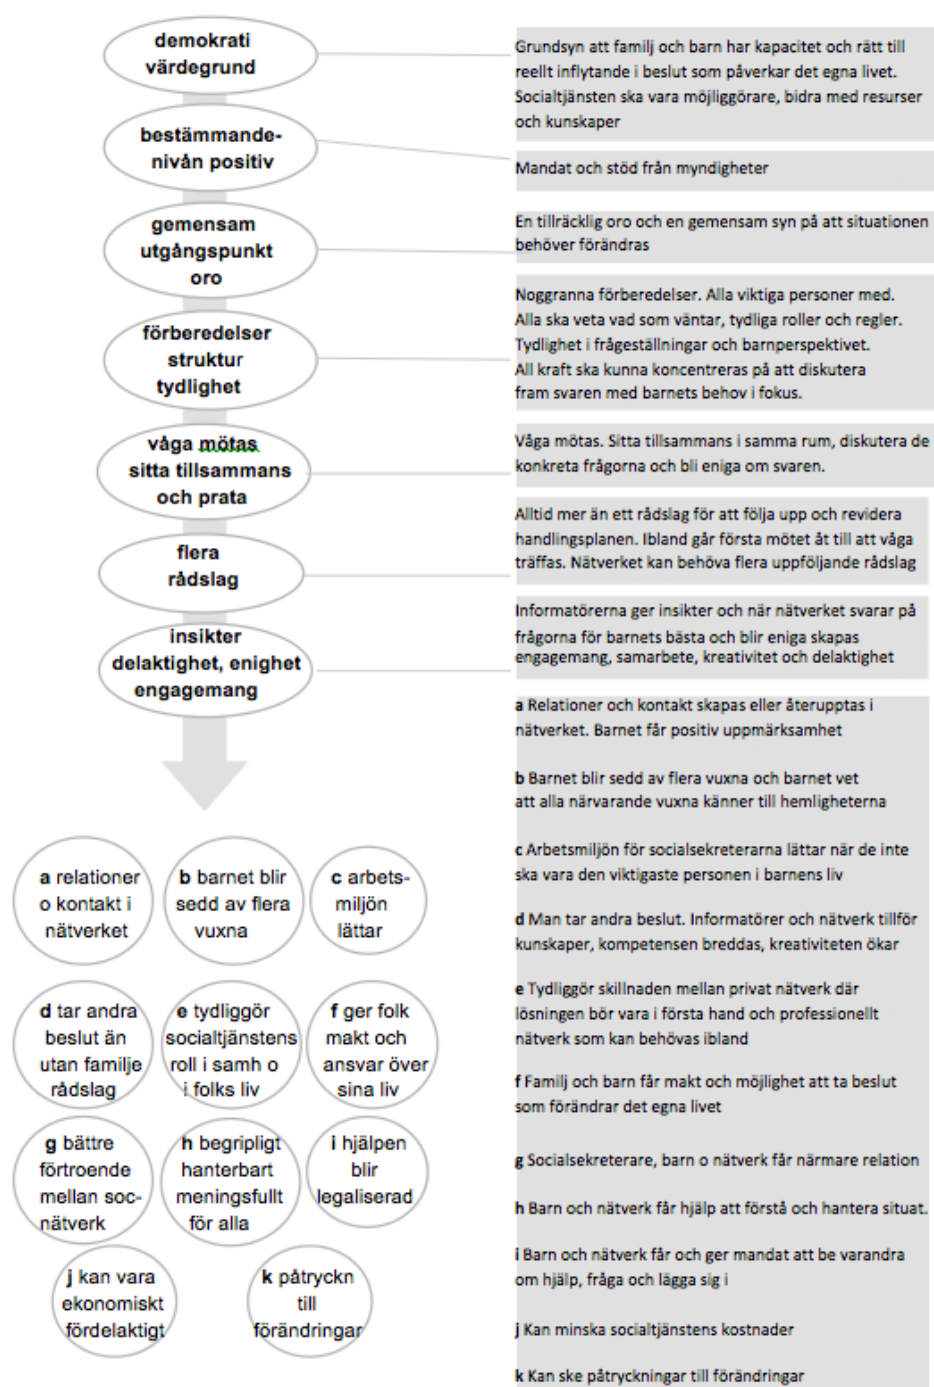 demokrati
värdegrund
Grundsyn att familj och barn har kapacitet och rätt till
reellt inflytande i beslut som påverkar det egna livet.
Socialtjänsten ska vara möjliggörare, bidra med resurser
och kunskaper
bestämmande-
nivån positiv
Mandat och stöd från myndigheter
gemensam
utgångspunkt
oro
En tillräcklig oro och en gemensam syn på att situationen
behöver förändras
förberedelser
struktur
tydlighet
Noggranna förberedelser. Alla viktiga personer med.
Alla ska veta vad som väntar, tydliga roller och regler.
Tydlighet i frågeställningar och barnperspektivet.
All kraft ska kunna koncentreras på att diskutera
fram svaren med barnets behov i fokus.
våga mötas
sitta tillsammans
och prata
Våga mötas. Sitta tillsammans i samma rum, diskutera de
konkreta frågorna och bli eniga om svaren.
flera
rådslag
Alltid mer än ett rådslag för att följa upp och revidera
handlingsplanen. Ibland går första mötet åt till att våga
träffas. Nätverket kan behöva flera uppföljande rådslag
insikter
delaktighet, enighet
engagemang
Informatörerna ger insikter och när nätverket svarar på
frågorna för barnets bästa och blir eniga skapas
engagemang, samarbete, kreativitet och delaktighet
a relationer
o kontakt i
nätverket
b barnet blir
sedd av flera
vuxna
c arbets-
miljön
lättar
d tar andra
beslut än
utan familje
rådslag
e tydliggör
socialtjänstens
roll i samh o
i folks liv
f ger folk
makt och
ansvar över
sina liv
g bättre
förtroende
mellan soc-
nätverk
h begripligt
hanterbart
meningsfullt
för alla
i hjälpen
blir
legaliserad
j kan vara
ekonomiskt
fördelaktigt
k påtryckn
till
förändringar
a Relationer och kontakt skapas eller återupptas i
nätverket. Barnet får positiv uppmärksamhet
b Barnet blir sedd av flera vuxna och barnet vet
att alla närvarande vuxna känner till hemligheterna
c Arbetsmiljön för socialsekreterarna lättar när de inte
ska vara den viktigaste personen i barnens liv
d Man tar andra beslut. Informatörer och nätverk tillför
kunskaper, kompetensen breddas, kreativiteten ökar
e Tydliggör skillnaden mellan privat nätverk där
lösningen bör vara i första hand och professionellt
nätverk som kan behövas ibland
f Familj och barn får makt och möjlighet att ta beslut
som förändrar det egna livet
g Socialsekreterare, barn o nätverk får närmare relation
h Barn och nätverk får hjälp att förstå och hantera situat.
i Barn och nätverk får och ger mandat att be varandra
om hjälp, fråga och lägga sig i
j Kan minska socialtjänstens kostnader
k Kan ske påtryckningar till förändringar